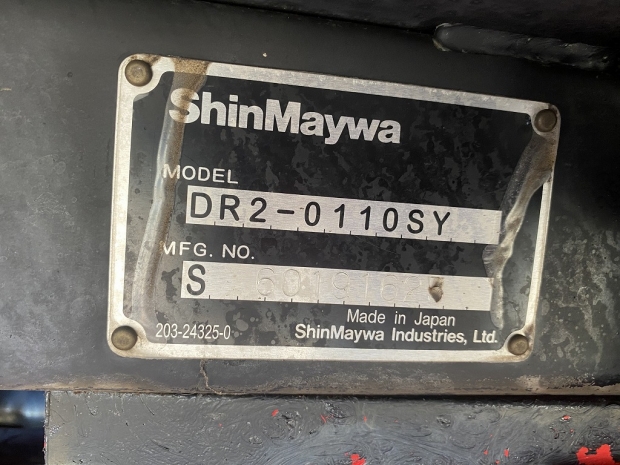 ShinMaywa
MODEL
DR2-0110SY
MFG. NO.
S
Made in Japan
203-24325-0
ShinMaywa Industries, Ltd.